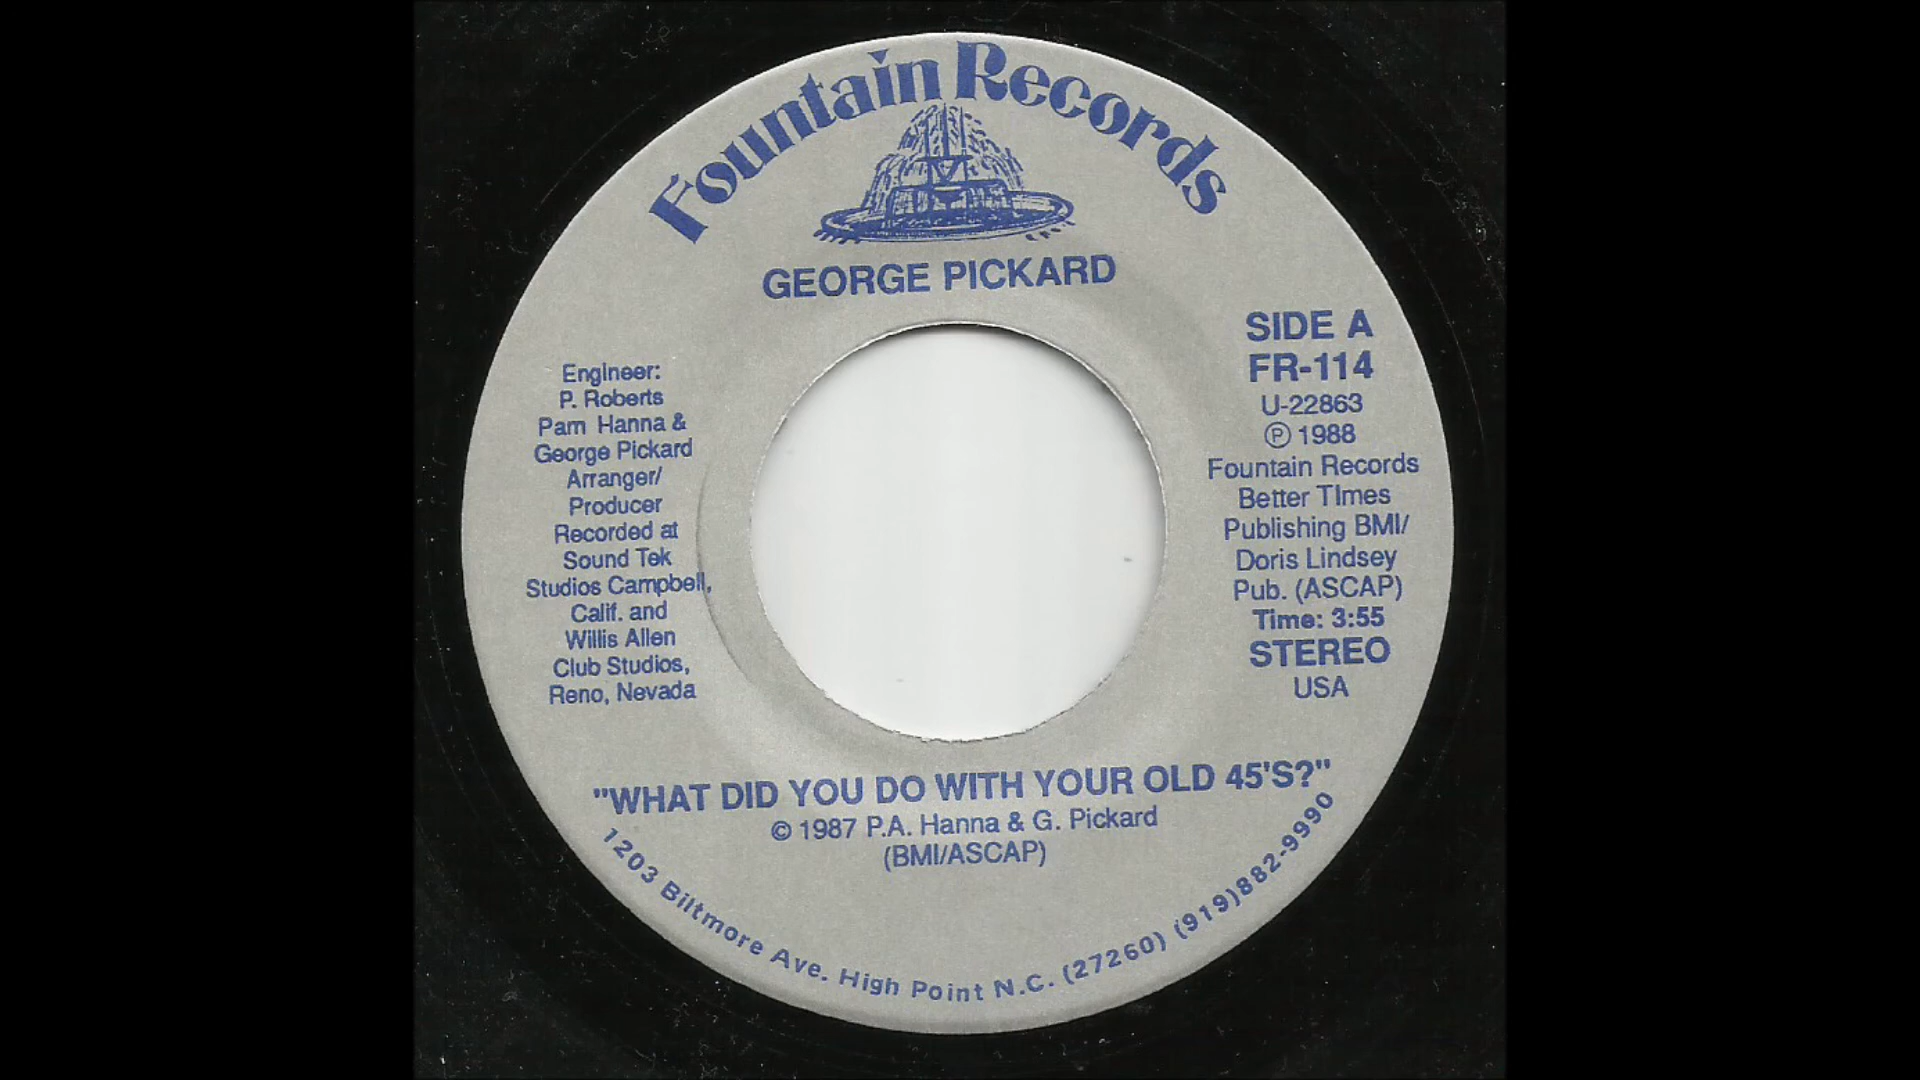 Fountain Records
GEORGE PICKARD
Engineer:
P. Roberts
Pam Hanna &
George Pickard
Arranger/
Producer
Recorded at
Sound Tek
Studios Campbell,
Calif. and
Willis Allen
Club Studios,
Reno, Nevada
SIDE A
FR-114
U-22863
Ⓟ 1988
Fountain Records
Better TImes
Publishing BMI/
Doris Lindsey
Pub. (ASCAP)
Time: 3:55
STEREO
USA
"WHAT DID YOU DO WITH YOUR OLD 45'S?"
© 1987 P.A. Hanna & G. Pickard
(BMI/ASCAP)
1203 Biltmore Ave. High Point N.C. (27260) (919)882-9990